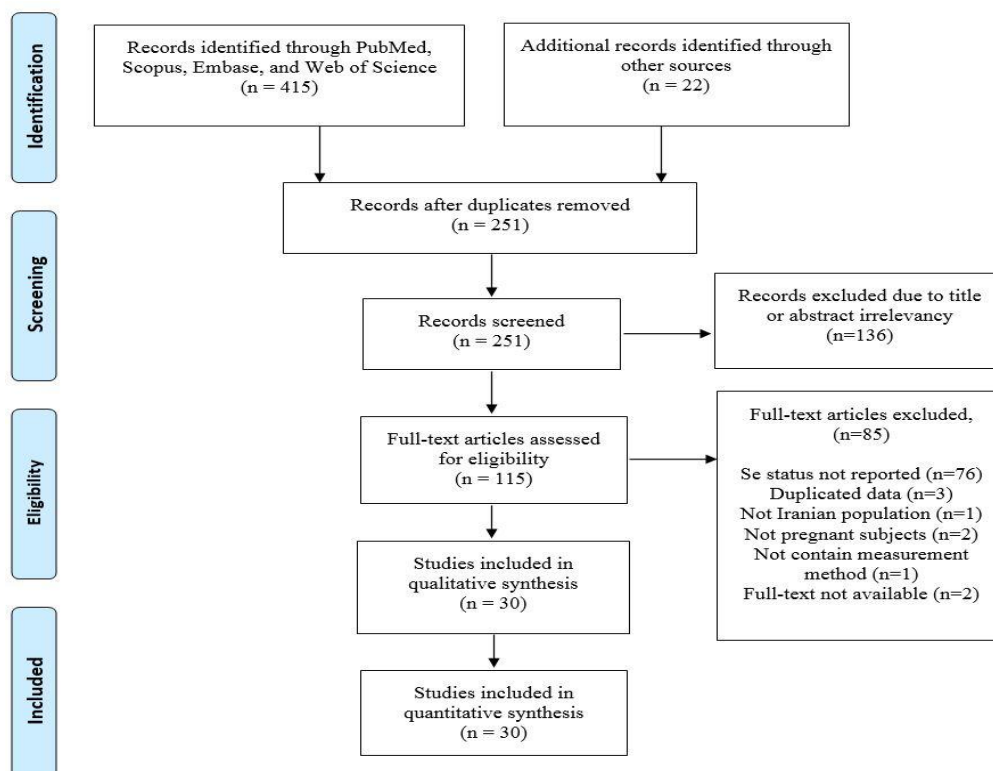 Identification
Records identified through PubMed,
Scopus, Embase, and Web of Science
(n = 415)
Additional records identified through
other sources
(n = 22)
Records after duplicates removed
(n = 251)
Screening
Records screened
(n = 251)
Records excluded due to title
or abstract irrelevancy
(n=136)
Eligibility
Full-text articles assessed
for eligibility
(n = 115)
Full-text articles excluded,
(n=85)
Se status not reported (n=76)
Duplicated data (n=3)
Not Iranian population (n=1)
Not pregnant subjects (n=2)
Not contain measurement
method (n=1)
Full-text not available (n=2)
Studies included in
qualitative synthesis
(n = 30)
Included
Studies included in
quantitative synthesis
(n = 30)